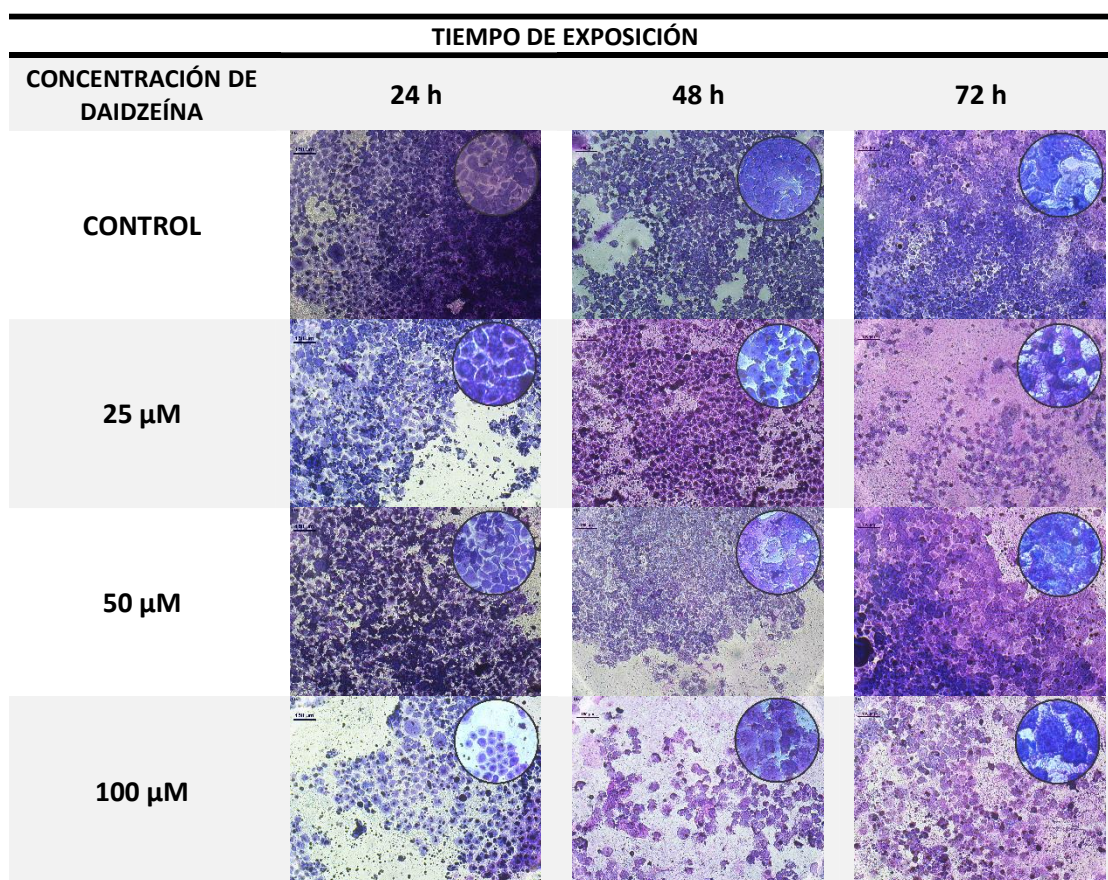 TIEMPO DE EXPOSICIÓN
CONCENTRACIÓN DE
DAIDZEÍNA
24 h
48 h
72 h
CONTROL
25 µM
50 µM
100 µM